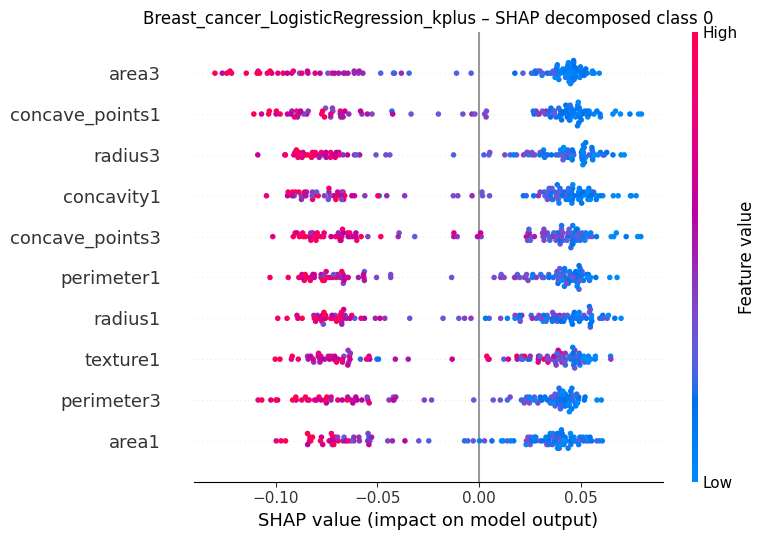 Breast_cancer_LogisticRegression_kplus – SHAP decomposed class 0
High
area3
concave_points1
radius3
concavity1
concave_points3
perimeter1
radius1
texture1
perimeter3
area1
Feature value
Low
−0.10 −0.05 0.00 0.05
SHAP value (impact on model output)